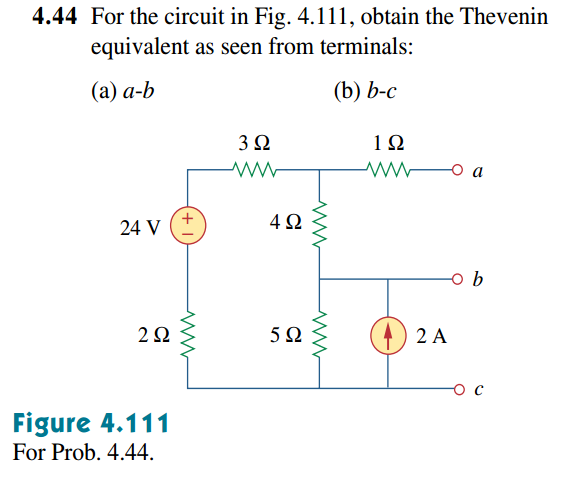 4.44 For the circuit in Fig. 4.111, obtain the Thevenin
equivalent as seen from terminals:
(a) a-b (b) b-c
3 Ω 1 Ω
a
24 V + − 4 Ω
b
2 Ω 5 Ω 2 A
c
Figure 4.111
For Prob. 4.44.